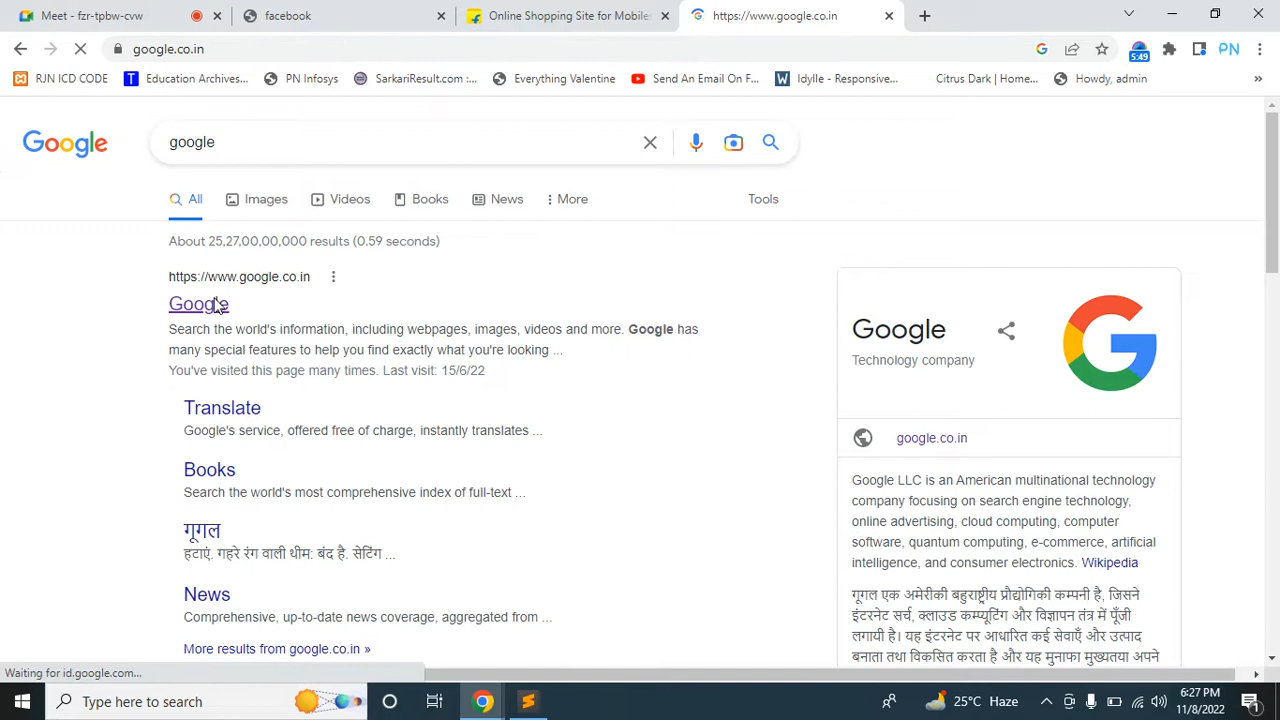 Meet - fzr-tpbw-cvw
facebook
Online Shopping Site for Mobiles
https://www.google.co.in
google.co.in
5:49
PN
RJN ICD CODE
T Education Archives...
PN Infosys
SarkariResult.com :...
Everything Valentine
Send An Email On F...
W Idylle - Responsive...
Citrus Dark | Home...
Howdy, admin
»
Google
google
All
Images
Videos
Books
News
More
Tools
About 25,27,00,00,000 results (0.59 seconds)
https://www.google.co.in
Google
Search the world's information, including webpages, images, videos and more. Google has
many special features to help you find exactly what you're looking ...
You've visited this page many times. Last visit: 15/6/22
Translate
Google's service, offered free of charge, instantly translates ...
Books
Search the world's most comprehensive index of full-text ...
गूगल
हटाएं. गहरे रंग वाली थीम: बंद है. सेटिंग ...
News
Comprehensive, up-to-date news coverage, aggregated from ...
More results from google.co.in »
Google
Technology company
google.co.in
Google LLC is an American multinational technology
company focusing on search engine technology,
online advertising, cloud computing, computer
software, quantum computing, e-commerce, artificial
intelligence, and consumer electronics. Wikipedia
गूगल एक अमेरीकी बहुराष्ट्रीय प्रौद्योगिकी कम्पनी है, जिसने
इंटरनेट सर्च, क्लाउड कम्प्यूटिंग और विज्ञापन तंत्र में पूँजी
लगायी है। यह इंटरनेट पर आधारित कई सेवाएँ और उत्पाद
बनाता तथा विकसित करता है और यह मुनाफा मुख्यतया अपने
Waiting for id.google.com...
Type here to search
25°C Haze
6:27 PM
11/8/2022
1